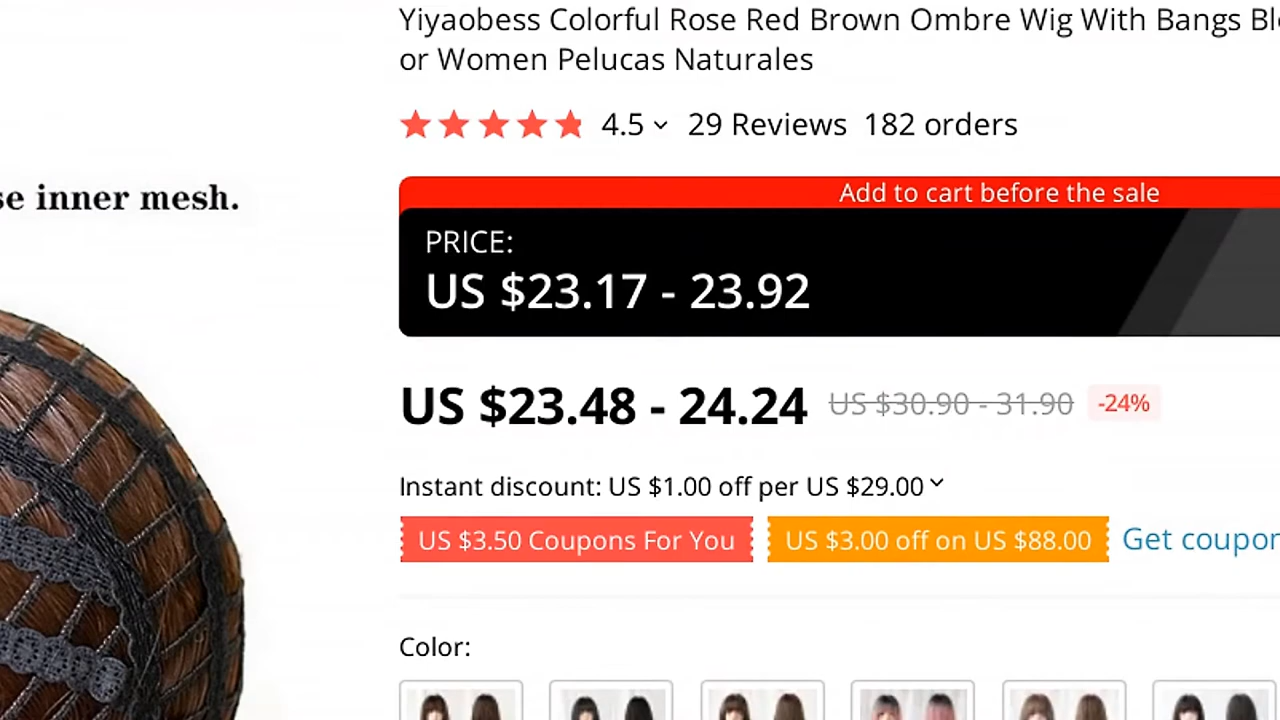 Yiyaobess Colorful Rose Red Brown Ombre Wig With Bangs
or Women Pelucas Naturales
4.5 29 Reviews 182 orders
se inner mesh.
Add to cart before the sale
PRICE:
US $23.17 - 23.92
US $23.48 - 24.24 US $30.90 - 31.90 -24%
Instant discount: US $1.00 off per US $29.00
US $3.50 Coupons For You US $3.00 off on US $88.00 Get coupon
Color: